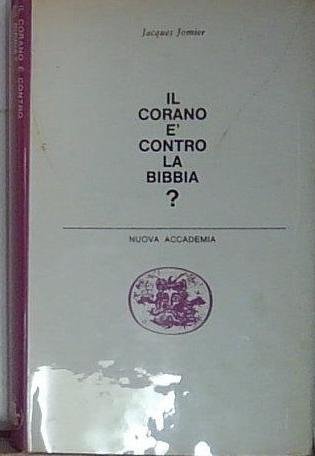 Jacques Jomier
IL
CORANO
E'
CONTRO
LA
BIBBIA
?
NUOVA ACCADEMIA
IL CORANO E' CONTRO